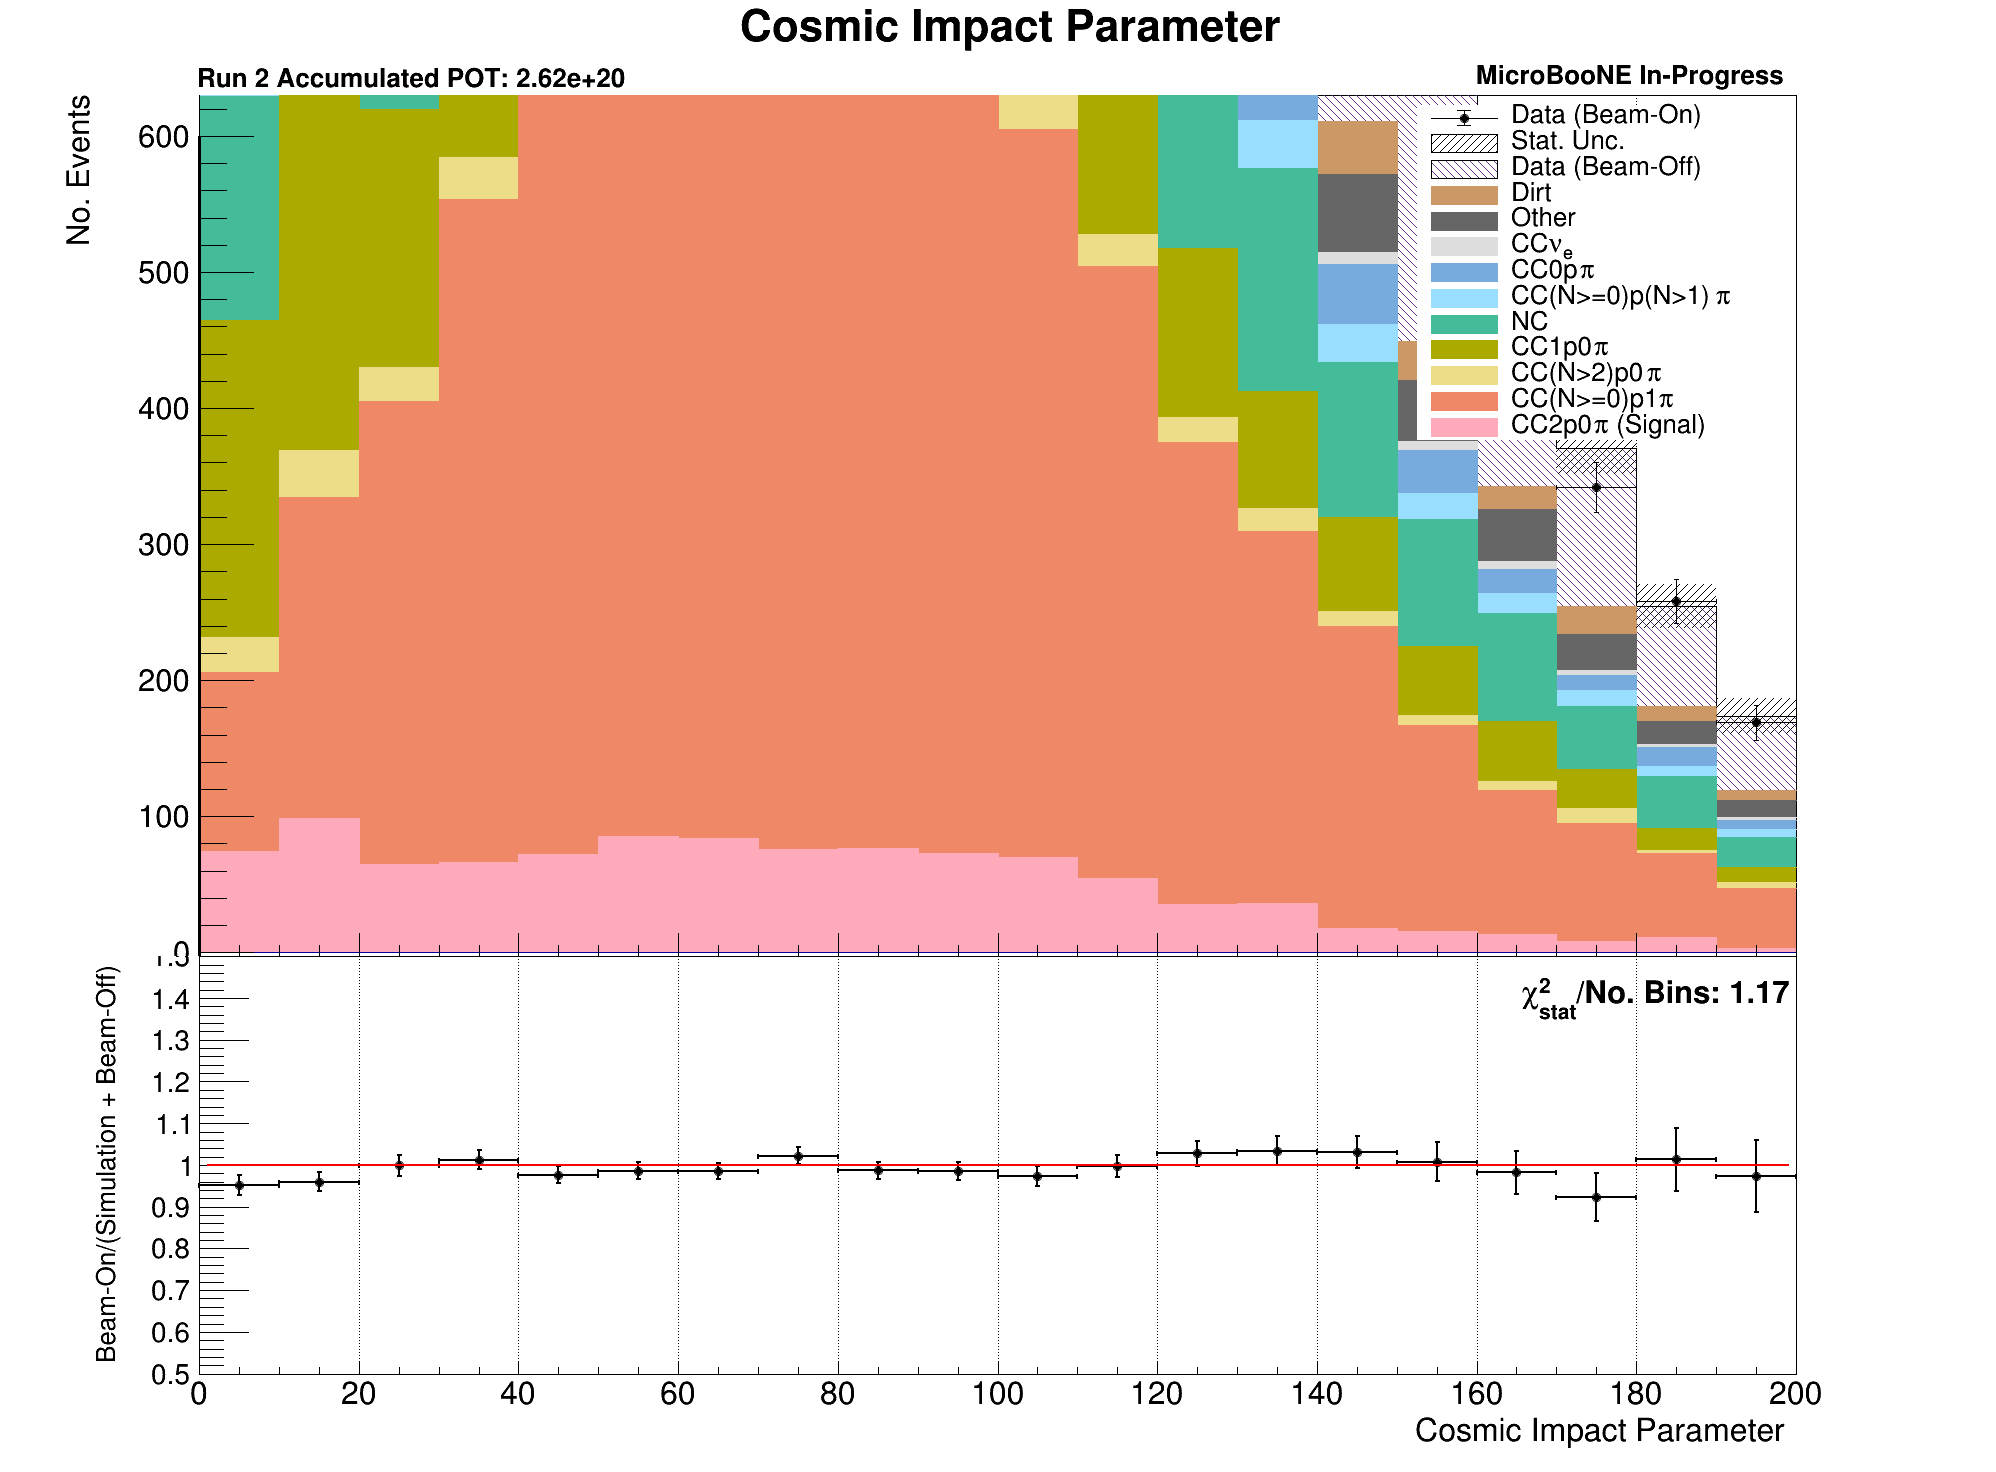 Cosmic Impact Parameter
Run 2 Accumulated POT: 2.62e+20
MicroBooNE In-Progress
No. Events
600
500
400
300
200
100
0
Data (Beam-On)
Stat. Unc.
Data (Beam-Off)
Dirt
Other
CCνe
CC0pπ
CC(N>=0)p(N>1) π
NC
CC1p0π
CC(N>2)p0π
CC(N>=0)p1π
CC2p0π (Signal)
Beam-On/(Simulation + Beam-Off)
1.5
1.4
1.3
1.2
1.1
1
0.9
0.8
0.7
0.6
0.5
χ²stat/No. Bins: 1.17
0 20 40 60 80 100 120 140 160 180 200
Cosmic Impact Parameter